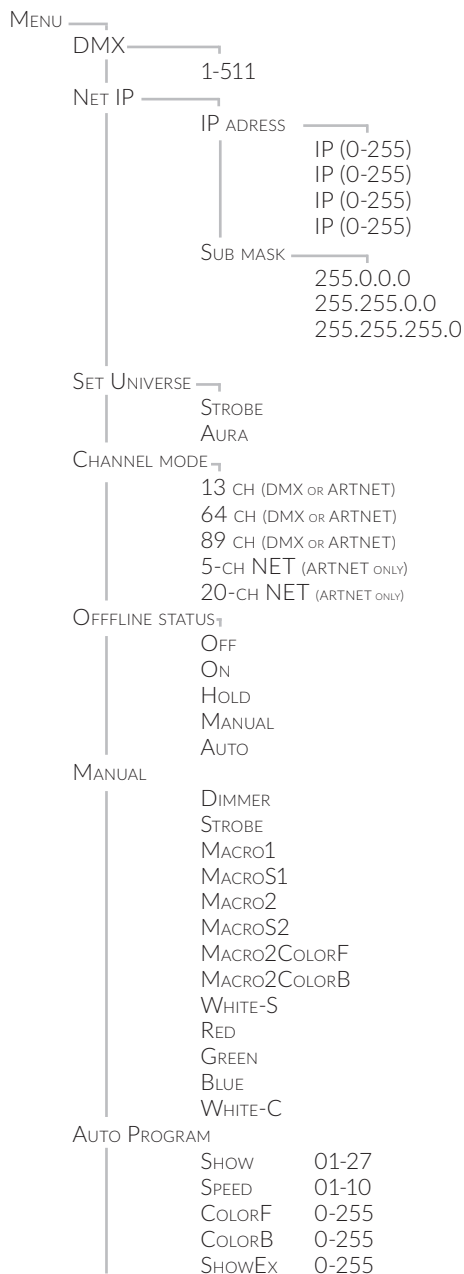 Menu
DMX
1-511
Net IP
IP adress
IP (0-255)
IP (0-255)
IP (0-255)
IP (0-255)
Sub mask
255.0.0.0
255.255.0.0
255.255.255.0
Set Universe
Strobe
Aura
Channel mode
13 ch (DMX or ARTNET)
64 ch (DMX or ARTNET)
89 ch (DMX or ARTNET)
5-ch NET (ARTNET only)
20-ch NET (ARTNET only)
Offfline status
Off
On
Hold
Manual
Auto
Manual
Dimmer
Strobe
Macro1
MacroS1
Macro2
MacroS2
Macro2ColorF
Macro2ColorB
White-S
Red
Green
Blue
White-C
Auto Program
Show 01-27
Speed 01-10
ColorF 0-255
ColorB 0-255
ShowEx 0-255